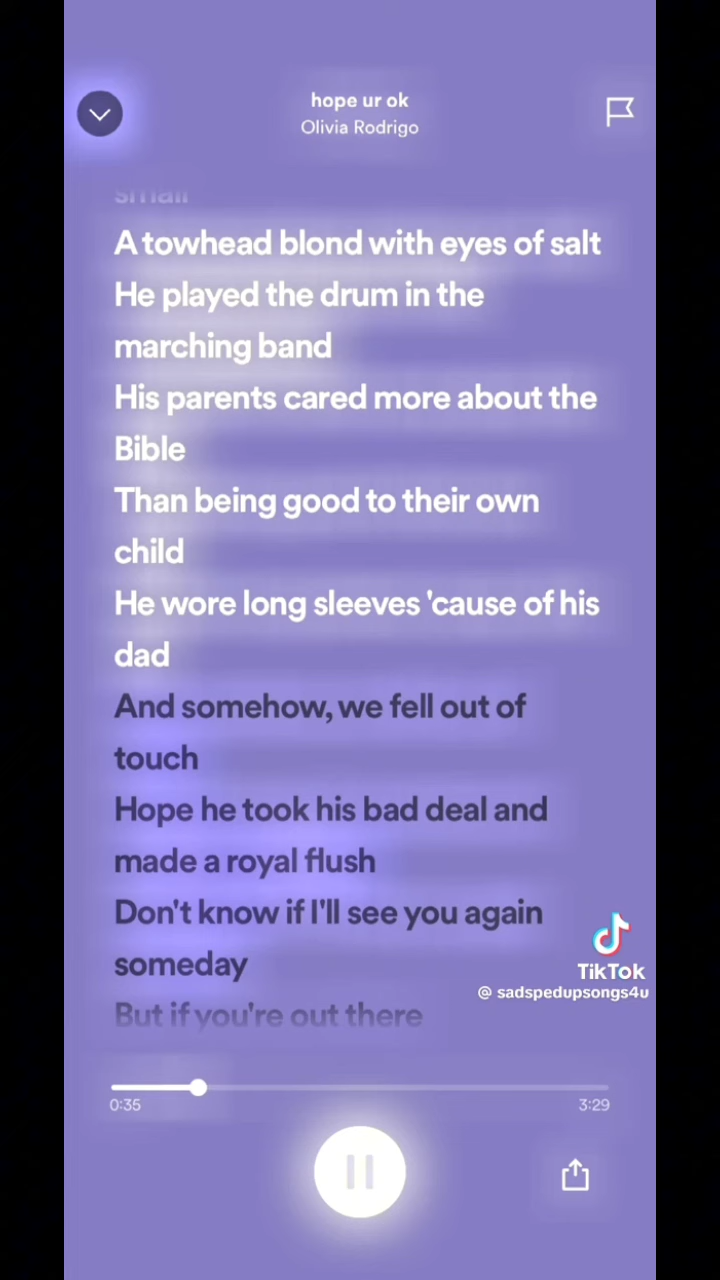 hope ur ok
Olivia Rodrigo
small
A towhead blond with eyes of salt
He played the drum in the
marching band
His parents cared more about the
Bible
Than being good to their own
child
He wore long sleeves 'cause of his
dad
And somehow, we fell out of
touch
Hope he took his bad deal and
made a royal flush
Don't know if I'll see you again
someday
But if you're out there
TikTok
@ sadspedupsongs4u
0:35
3:29